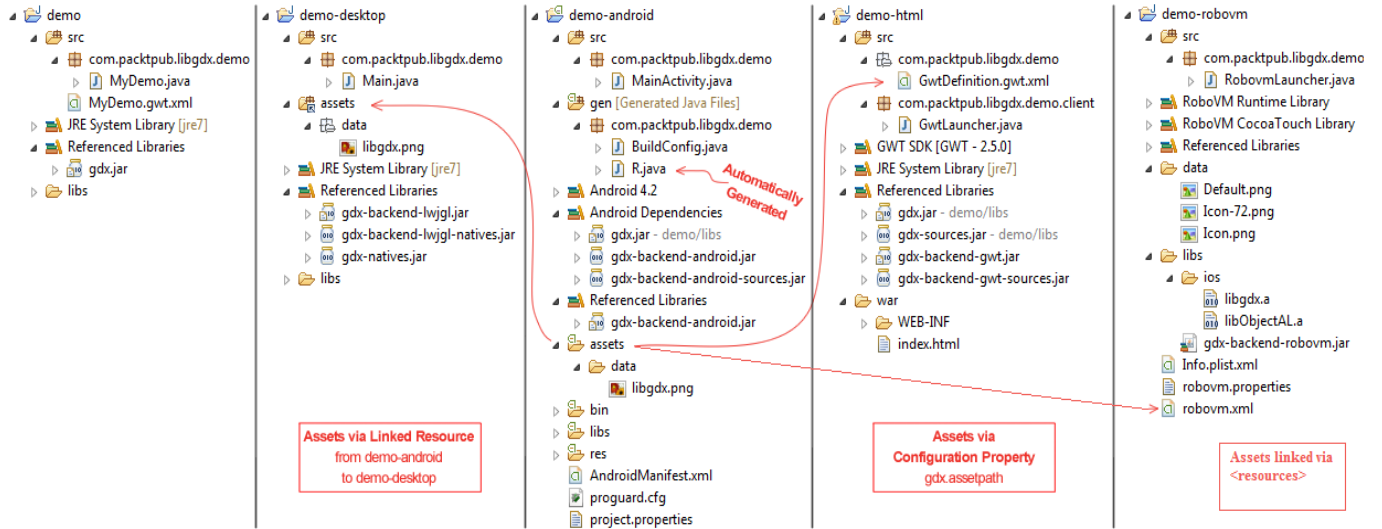 demo
src
com.packtpub.libgdx.demo
MyDemo.java
MyDemo.gwt.xml
JRE System Library [jre7]
Referenced Libraries
gdx.jar
libs
demo-desktop
src
com.packtpub.libgdx.demo
Main.java
assets
data
libgdx.png
JRE System Library [jre7]
Referenced Libraries
gdx-backend-lwjgl.jar
gdx-backend-lwjgl-natives.jar
gdx-natives.jar
libs
Assets via Linked Resource
from demo-android
to demo-desktop
demo-android
src
com.packtpub.libgdx.demo
MainActivity.java
gen [Generated Java Files]
com.packtpub.libgdx.demo
BuildConfig.java
R.java
Automatically
Generated
Android 4.2
Android Dependencies
gdx.jar - demo/libs
gdx-backend-android.jar
gdx-backend-android-sources.jar
Referenced Libraries
gdx-backend-android.jar
assets
data
libgdx.png
bin
libs
res
AndroidManifest.xml
proguard.cfg
project.properties
demo-html
src
com.packtpub.libgdx.demo
GwtDefinition.gwt.xml
com.packtpub.libgdx.demo.client
GwtLauncher.java
GWT SDK [GWT - 2.5.0]
JRE System Library [jre7]
Referenced Libraries
gdx.jar - demo/libs
gdx-sources.jar - demo/libs
gdx-backend-gwt.jar
gdx-backend-gwt-sources.jar
war
WEB-INF
index.html
Assets via
Configuration Property
gdx.assetpath
demo-robovm
src
com.packtpub.libgdx.demo
RobovmLauncher.java
RoboVM Runtime Library
RoboVM CocoaTouch Library
Referenced Libraries
data
Default.png
Icon-72.png
Icon.png
libs
ios
libgdx.a
libObjectAL.a
gdx-backend-robovm.jar
Info.plist.xml
robovm.properties
robovm.xml
Assets linked via
<resources>